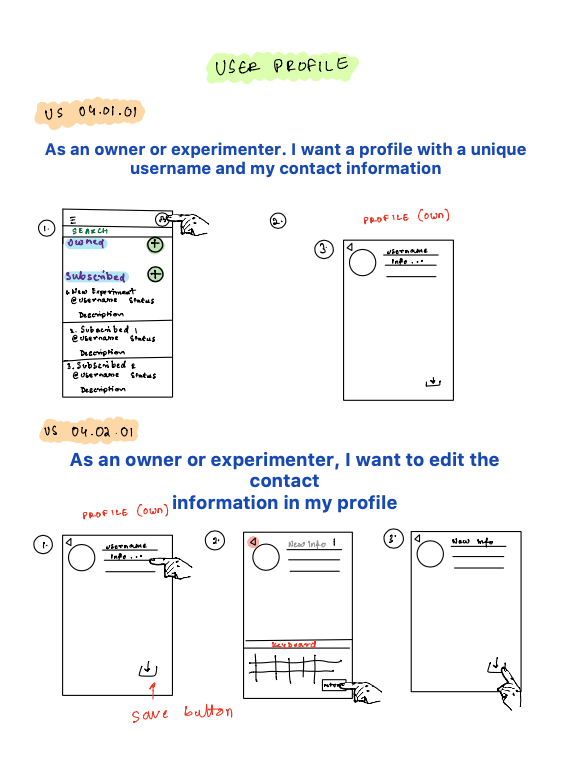 USER PROFILE
US 04.01.01
As an owner or experimenter. I want a profile with a unique
username and my contact information
1.
SEARCH
Owned
+
Subscribed
+
1. New Experiment
@Username Status
Description
2. Subscribed 1
@Username Status
Description
3. Subscribed 2
@Username Status
Description
2.
PROFILE (OWN)
3.
Username
Info...
US 04.02.01
As an owner or experimenter, I want to edit the
contact
information in my profile
PROFILE (OWN)
1.
Username
Info...
save button
2.
New Info
Keyboard
3.
New Info